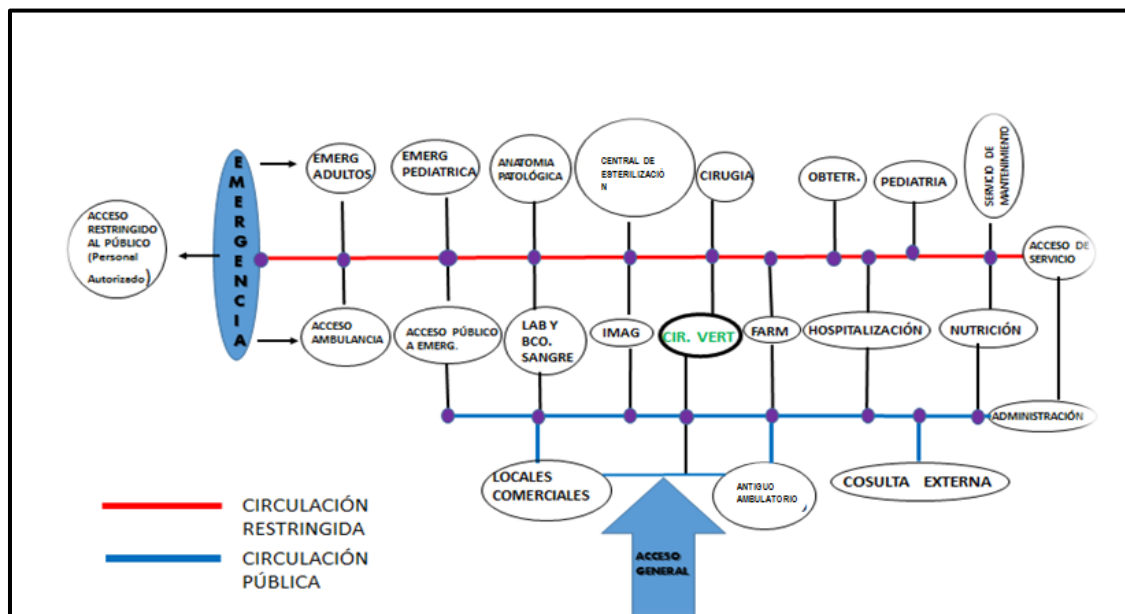 EMERG
ADULTOS
EMERG
PEDIATRICA
ANATOMIA
PATOLÓGICA
CENTRAL DE
ESTERILIZACIÓ
N
CIRUGIA
OBTETR.
PEDIATRIA
SERVICIO DE
MANTENIMIENTO
EMERGENCIA
ACCESO
RESTRINGIDO
AL PÚBLICO
(Personal
Autorizado)
ACCESO DE
SERVICIO
ACCESO
AMBULANCIA
ACCESO PÚBLICO
A EMERG.
LAB Y
BCO.
SANGRE
IMAG
CIR. VERT
FARM
HOSPITALIZACIÓN
NUTRICIÓN
ADMINISTRACIÓN
LOCALES
COMERCIALES
ANTIGUO
AMBULATORIO
COSULTA EXTERNA
CIRCULACIÓN
RESTRINGIDA
CIRCULACIÓN
PÚBLICA
ACCESO
GENERAL